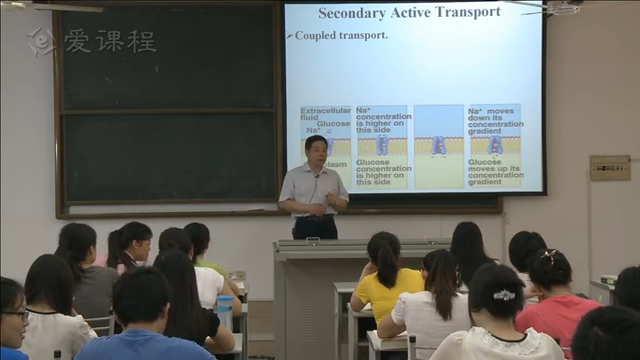 爱课程
Secondary Active Transport
➢Coupled transport.
Extracellular
fluid
Glucose
Na⁺
Na⁺
concentration
is higher on
this side
Glucose
concentration
is higher on
this side
Na⁺ moves
down its
concentration
gradient
Glucose
moves up its
concentration
gradient